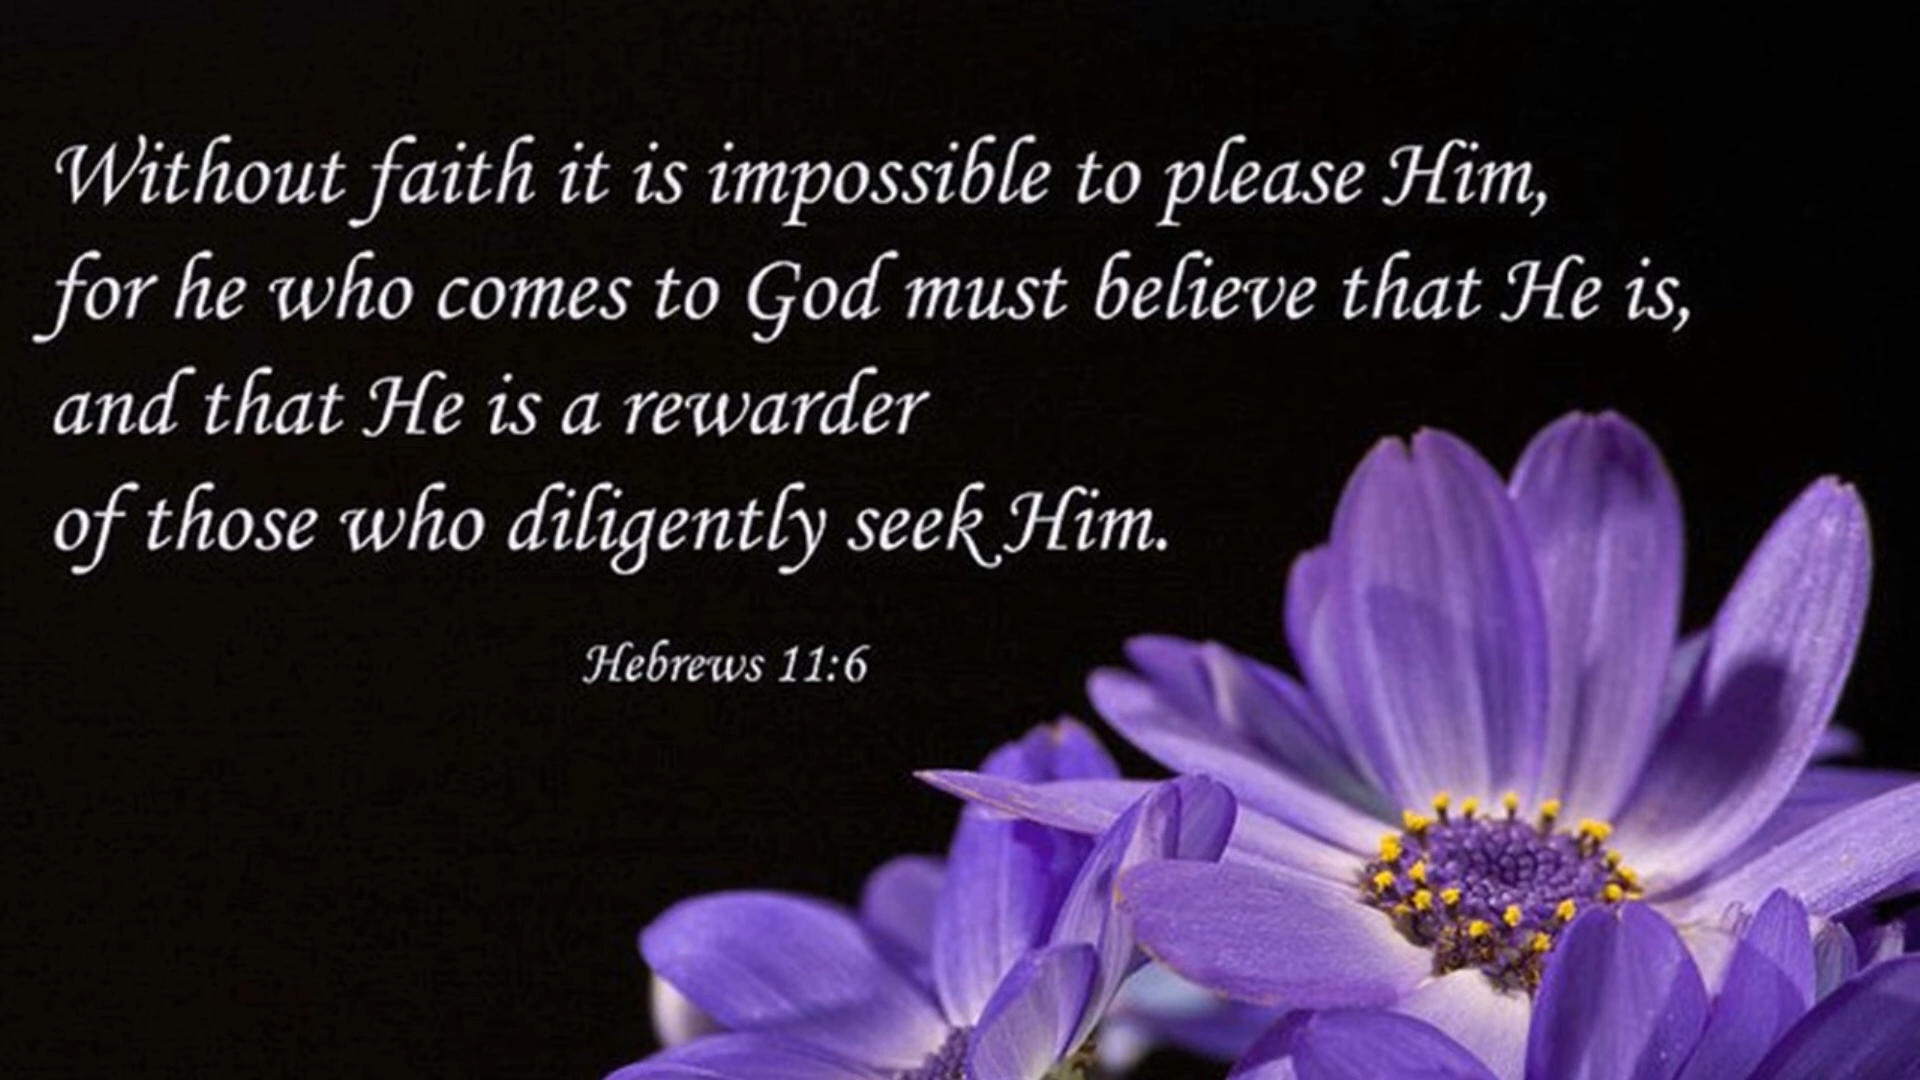 Without faith it is impossible to please Him,
for he who comes to God must believe that He is,
and that He is a rewarder
of those who diligently seek Him.
Hebrews 11:6